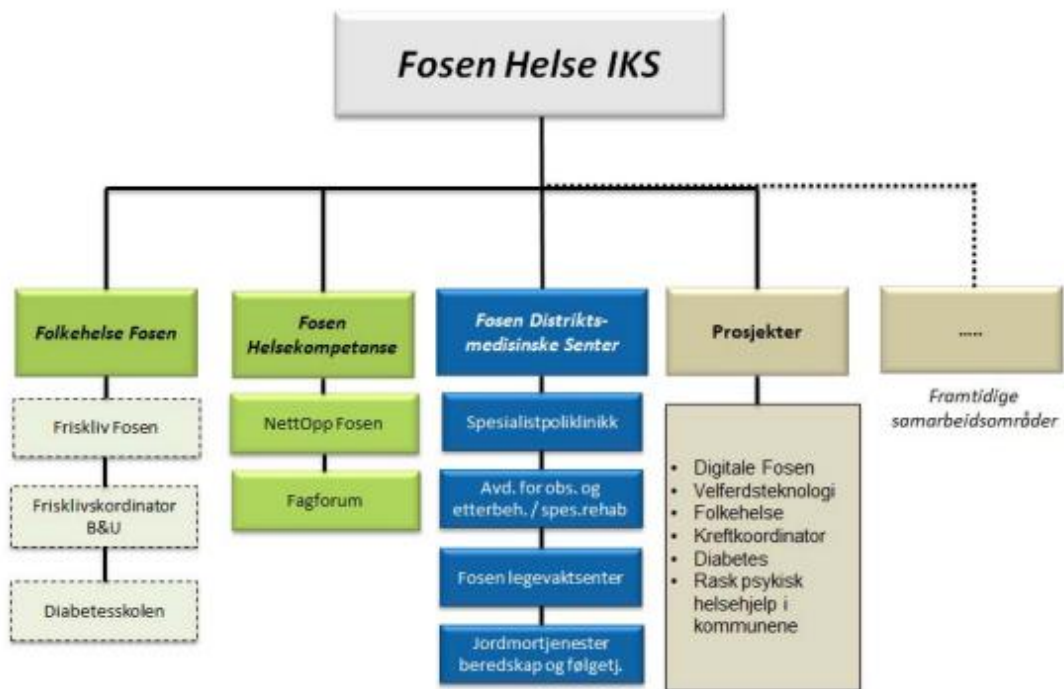 Fosen Helse IKS
Folkehelse Fosen
Friskliv Fosen
Frisklivskordinator
B&U
Diabetesskolen
Fosen
Helsekompetanse
NettOpp Fosen
Fagforum
Fosen Distrikts-
medisinske Senter
Spesialistpoliklinikk
Avd. for obs. og
etterbeh. / spes.rehab
Fosen legevaktsenter
Jordmortjenester
beredskap og følgetj.
Prosjekter
• Digitale Fosen
• Velferdsteknologi
• Folkehelse
• Kreftkoordinator
• Diabetes
• Rask psykisk
helsehjelp i
kommunene
.....
Framtidige
samarbeidsområder